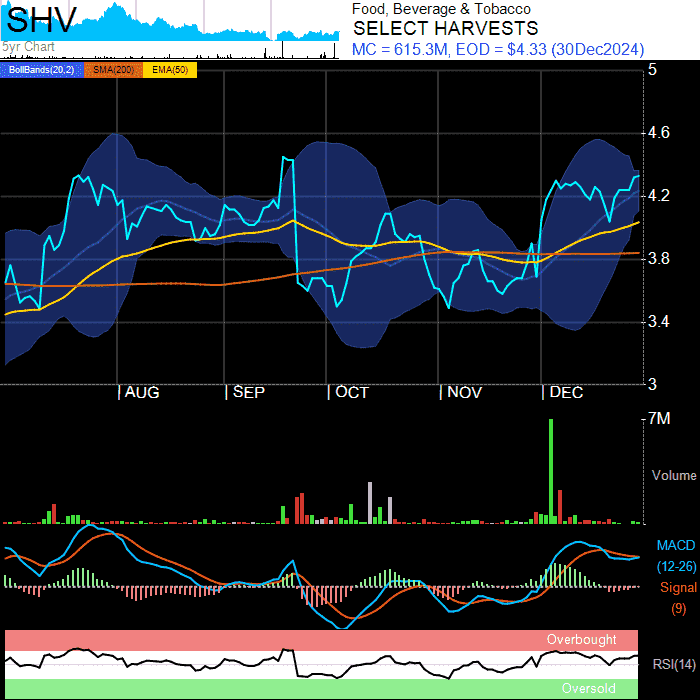 SHV
5yr Chart
Food, Beverage & Tobacco
SELECT HARVESTS
MC = 615.3M, EOD = $4.33 (30Dec2024)
BollBands(20,2) SMA(200) EMA(50)
5
4.6
4.2
3.8
3.4
3
AUG SEP OCT NOV DEC
7M
Volume
MACD
(12-26)
Signal
(9)
Overbought
RSI(14)
Oversold